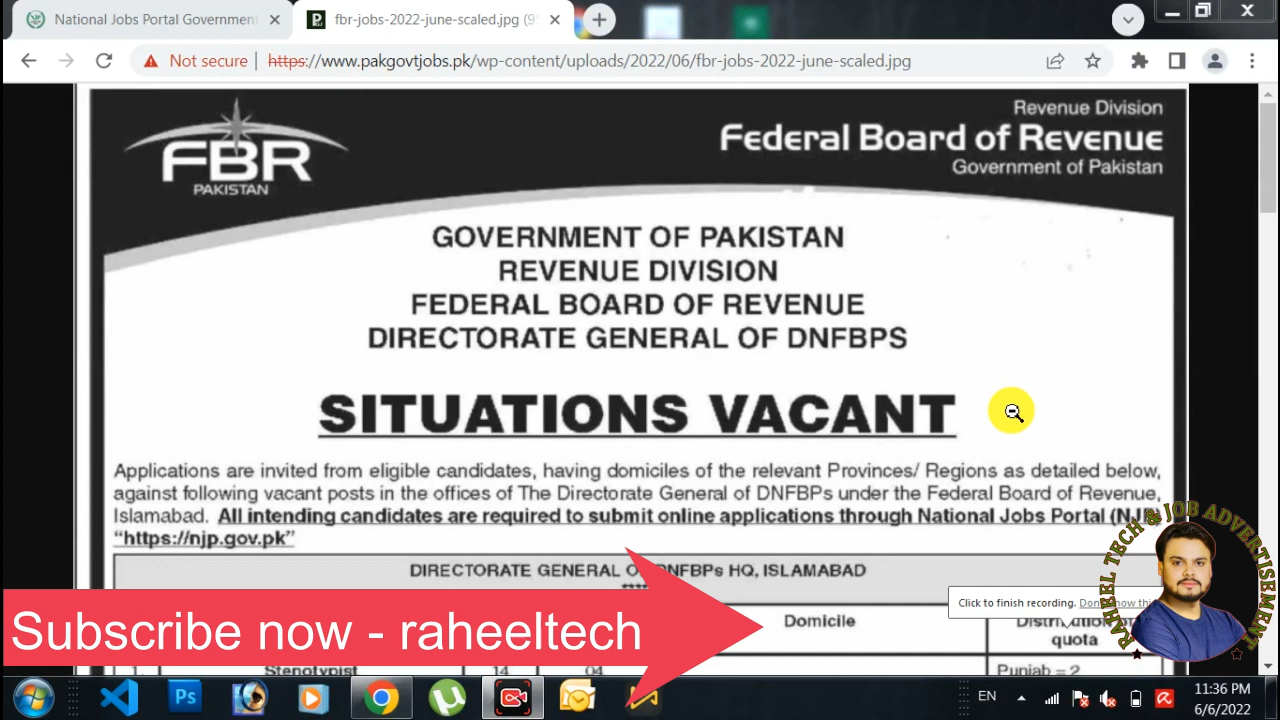 National Jobs Portal Government
fbr-jobs-2022-june-scaled.jpg (9
Not secure
https://www.pakgovtjobs.pk/wp-content/uploads/2022/06/fbr-jobs-2022-june-scaled.jpg
FBR
PAKISTAN
Revenue Division
Federal Board of Revenue
Government of Pakistan
GOVERNMENT OF PAKISTAN
REVENUE DIVISION
FEDERAL BOARD OF REVENUE
DIRECTORATE GENERAL OF DNFBPS
SITUATIONS VACANT
Applications are invited from eligible candidates, having domiciles of the relevant Provinces/ Regions as detailed below,
against following vacant posts in the offices of The Directorate General of DNFBPs under the Federal Board of Revenue,
Islamabad. All intending candidates are required to submit online applications through National Jobs Portal (NJP)
“https://njp.gov.pk”
DIRECTORATE GENERAL OF DNFBPs HQ, ISLAMABAD
Click to finish recording.
Domicile
quota
Subscribe now - raheeltech
1 Stenotypist 14 04 Punjab = 2
RAHEEL TECH & JOB ADVERTISEMENT
Ps
EN
11:36 PM
6/6/2022